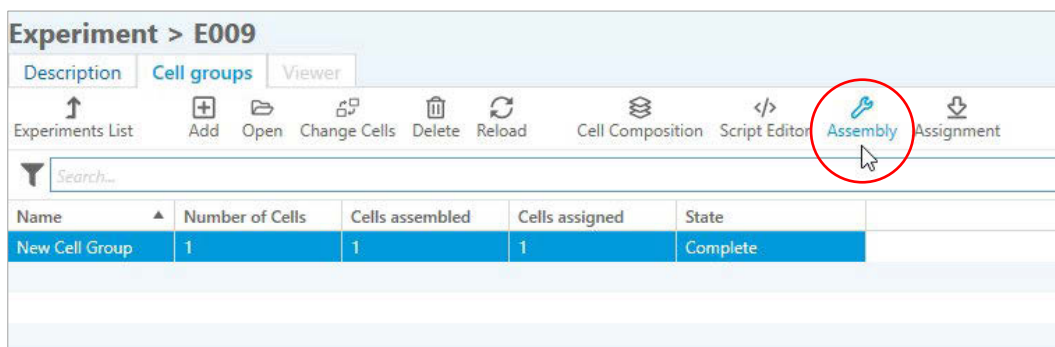 Experiment > E009
Description Cell groups Viewer
Experiments List Add Open Change Cells Delete Reload Cell Composition Script Editor Assembly Assignment
Search...
Name Number of Cells Cells assembled Cells assigned State
New Cell Group 1 1 1 Complete